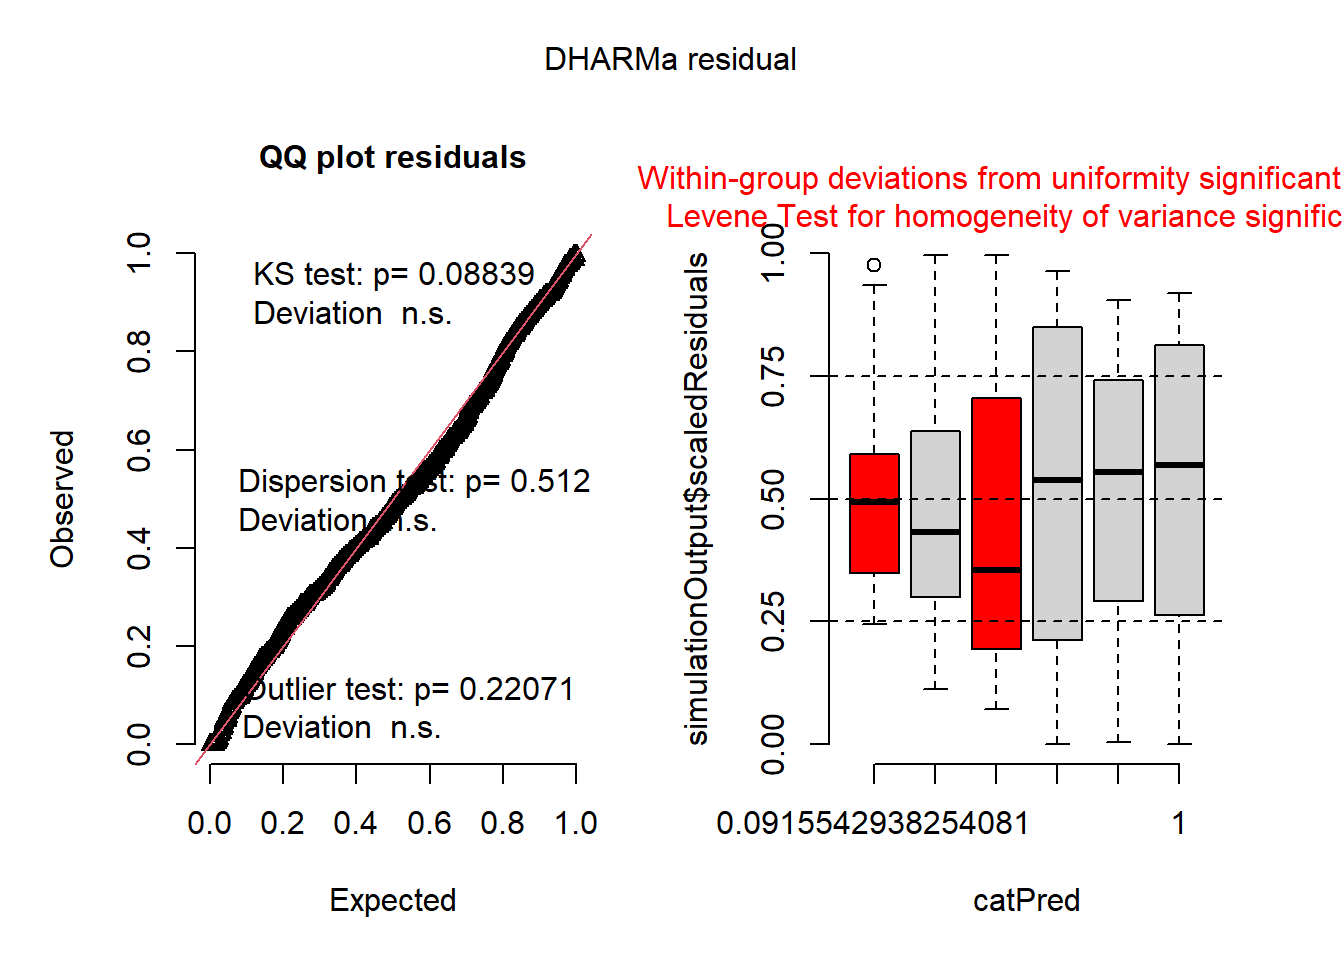 DHARMa residual
QQ plot residuals
KS test: p= 0.08839
Deviation  n.s.
Dispersion test: p= 0.512
Deviation  n.s.
Outlier test: p= 0.22071
Deviation  n.s.
Observed
0.0 0.2 0.4 0.6 0.8 1.0
0.0 0.2 0.4 0.6 0.8 1.0
Expected
Within-group deviations from uniformity significant
Levene Test for homogeneity of variance signific
simulationOutput$scaledResiduals
0.00 0.25 0.50 0.75 1.00
0.0915542938254081
1
catPred